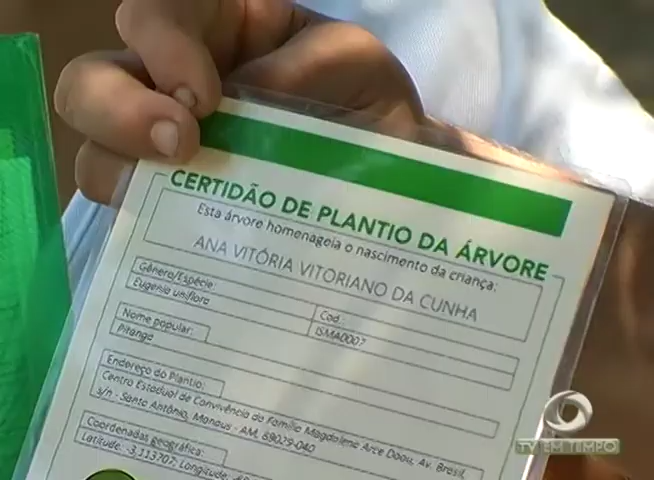 CERTIDÃO DE PLANTIO DA ÁRVORE
Esta árvore homenageia o nascimento da criança:
ANA VITÓRIA VITORIANO DA CUNHA
Gênero/Espécie:
Eugenia uniflora
Cod.:
ISMA0007
Nome popular:
Pitanga
Endereço do Plantio:
Centro Estadual de Convivência da Família Magdalena Arce Daou, Av. Brasil,
s/n - Santo Antônio, Manaus - AM, 69029-040
Coordenadas geográfica:
Latitude: -3,113707; Longitude:
TV EM TEMPO